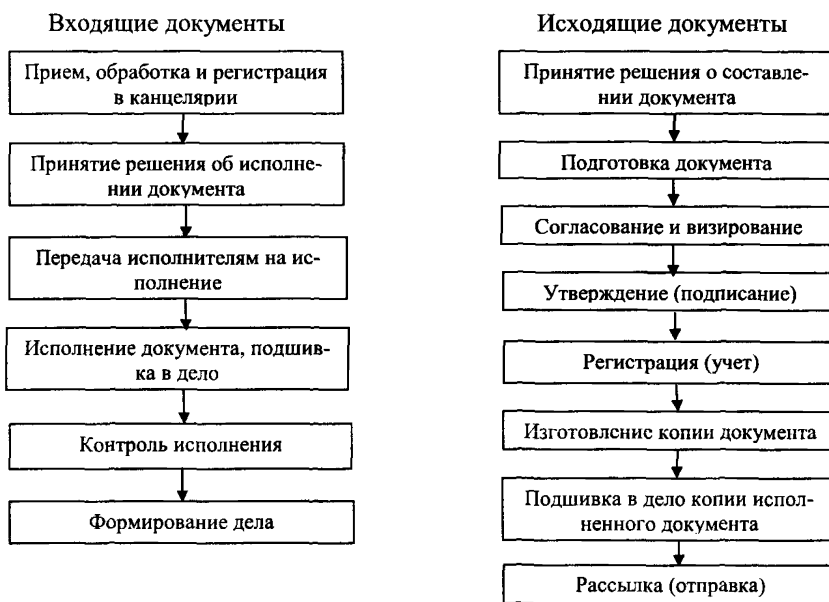 Входящие документы
Прием, обработка и регистрация
в канцелярии
Принятие решения об исполне-
нии документа
Передача исполнителям на ис-
полнение
Исполнение документа, подшив-
ка в дело
Контроль исполнения
Формирование дела
Исходящие документы
Принятие решения о составле-
нии документа
Подготовка документа
Согласование и визирование
Утверждение (подписание)
Регистрация (учет)
Изготовление копии документа
Подшивка в дело копии испол-
ненного документа
Рассылка (отправка)